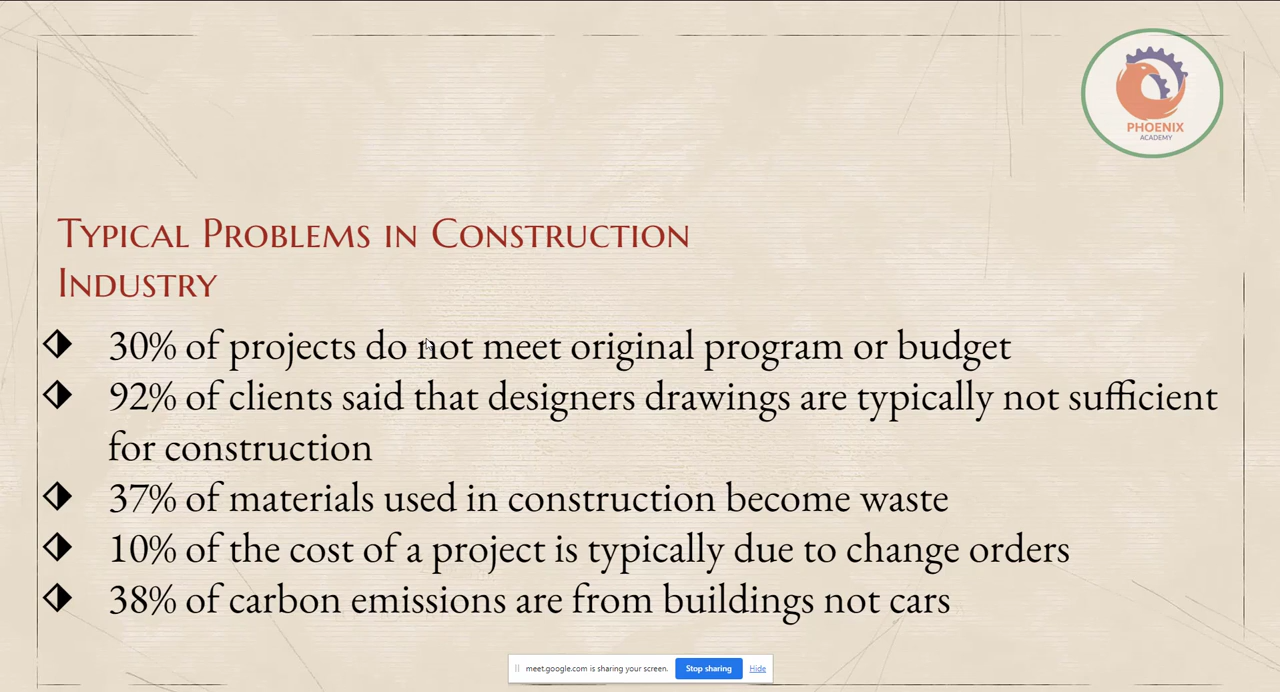 PHOENIX
ACADEMY
Typical Problems in Construction
Industry
30% of projects do not meet original program or budget
92% of clients said that designers drawings are typically not sufficient
for construction
37% of materials used in construction become waste
10% of the cost of a project is typically due to change orders
38% of carbon emissions are from buildings not cars
meet.google.com is sharing your screen. Stop sharing Hide